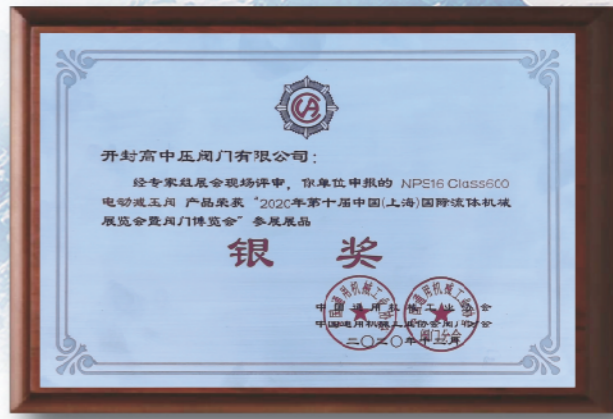 开封高中压阀门有限公司：
经专家组展会现场评审，你单位申报的 NPS16 Class600
电动减压阀 产品荣获“2020年第十届中国(上海)国际流体机械
展览会暨阀门博览会”参展展品
银 奖
中国通用机械工业协会
中国通用机械工业协会阀门分会
二〇二〇年十二月